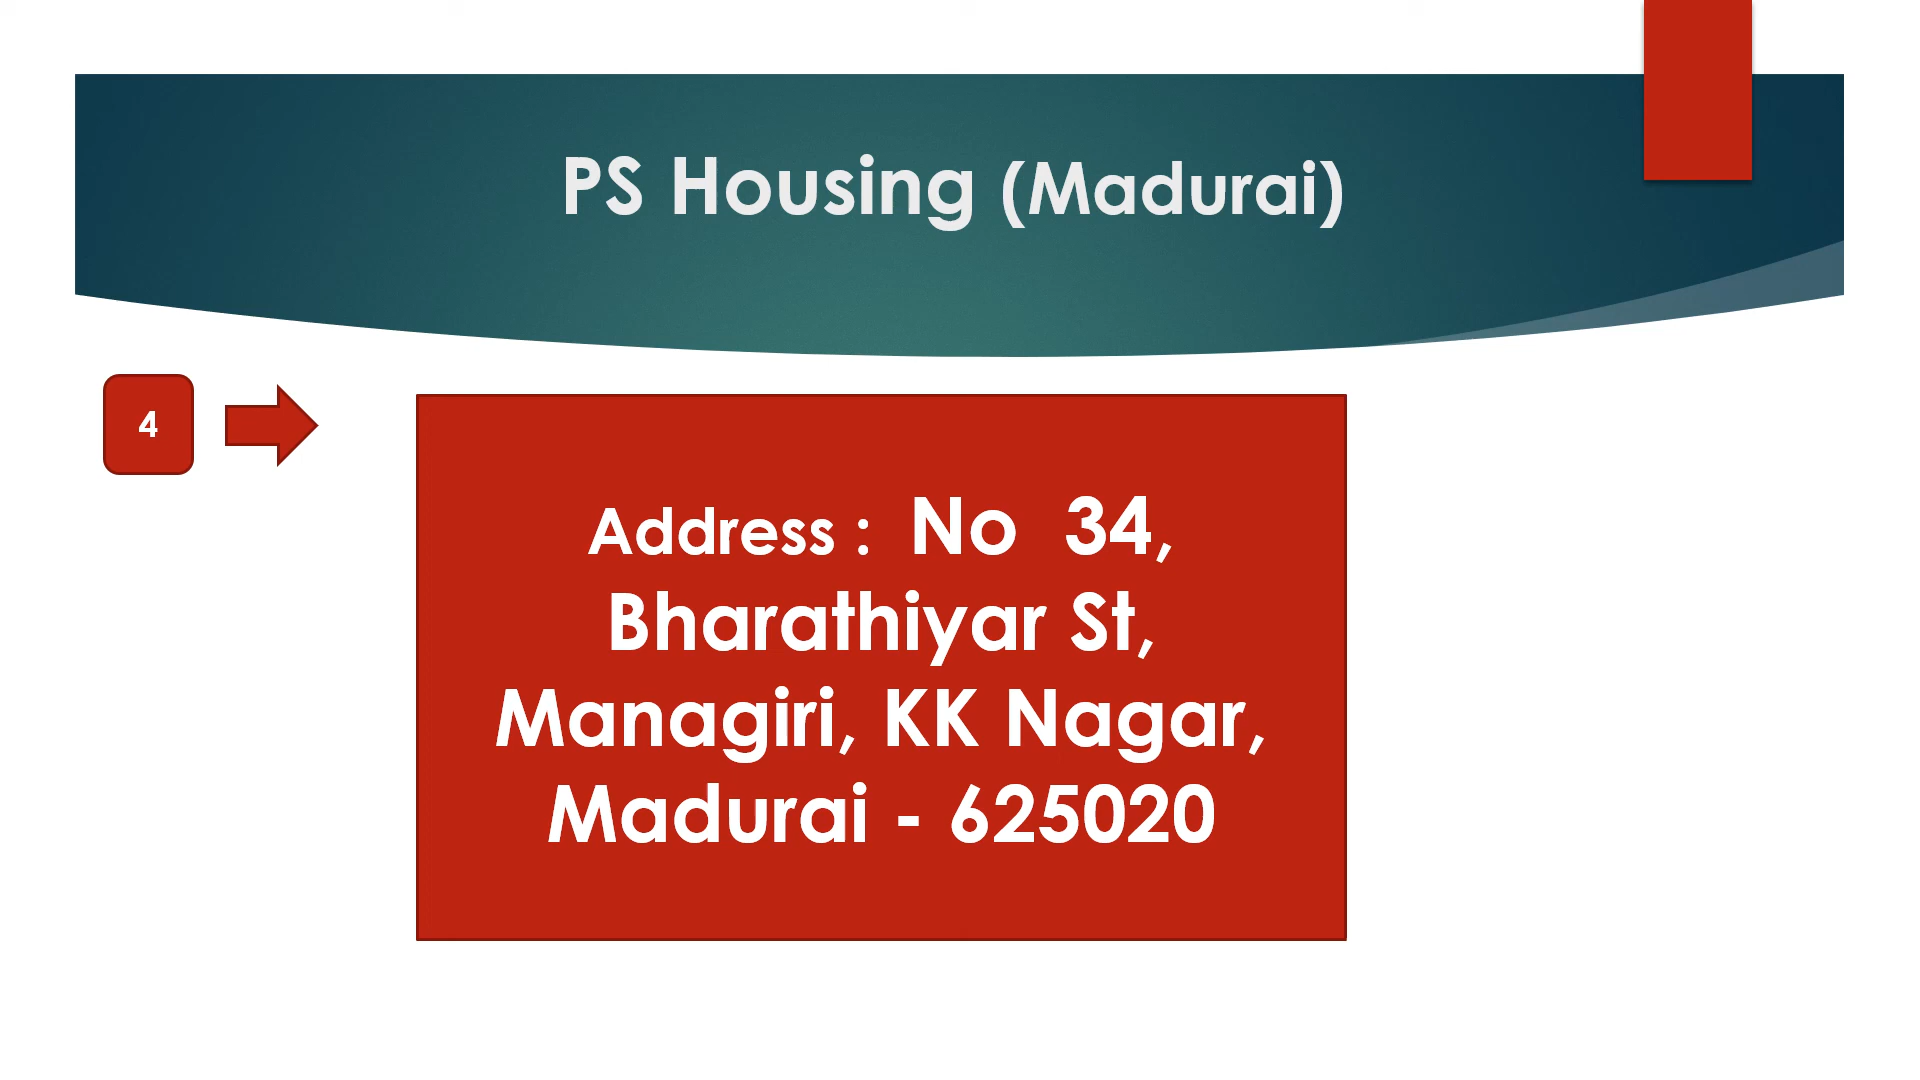 PS Housing (Madurai)
4
Address :  No  34,
Bharathiyar St,
Managiri, KK Nagar,
Madurai - 625020